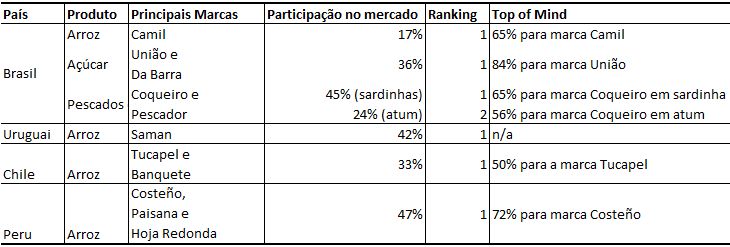 País Produto Principais Marcas Participação no mercado Ranking Top of Mind
Brasil
Arroz Camil 17% 1 65% para marca Camil
Açúcar União e Da Barra 36% 1 84% para marca União
Pescados Coqueiro e Pescador
45% (sardinhas) 1 65% para marca Coqueiro em sardinha
24% (atum) 2 56% para marca Coqueiro em atum
Uruguai Arroz Saman 42% 1 n/a
Chile Arroz Tucapel e Banquete 33% 1 50% para a marca Tucapel
Peru Arroz Costeño, Paisana e Hoja Redonda 47% 1 72% para marca Costeño